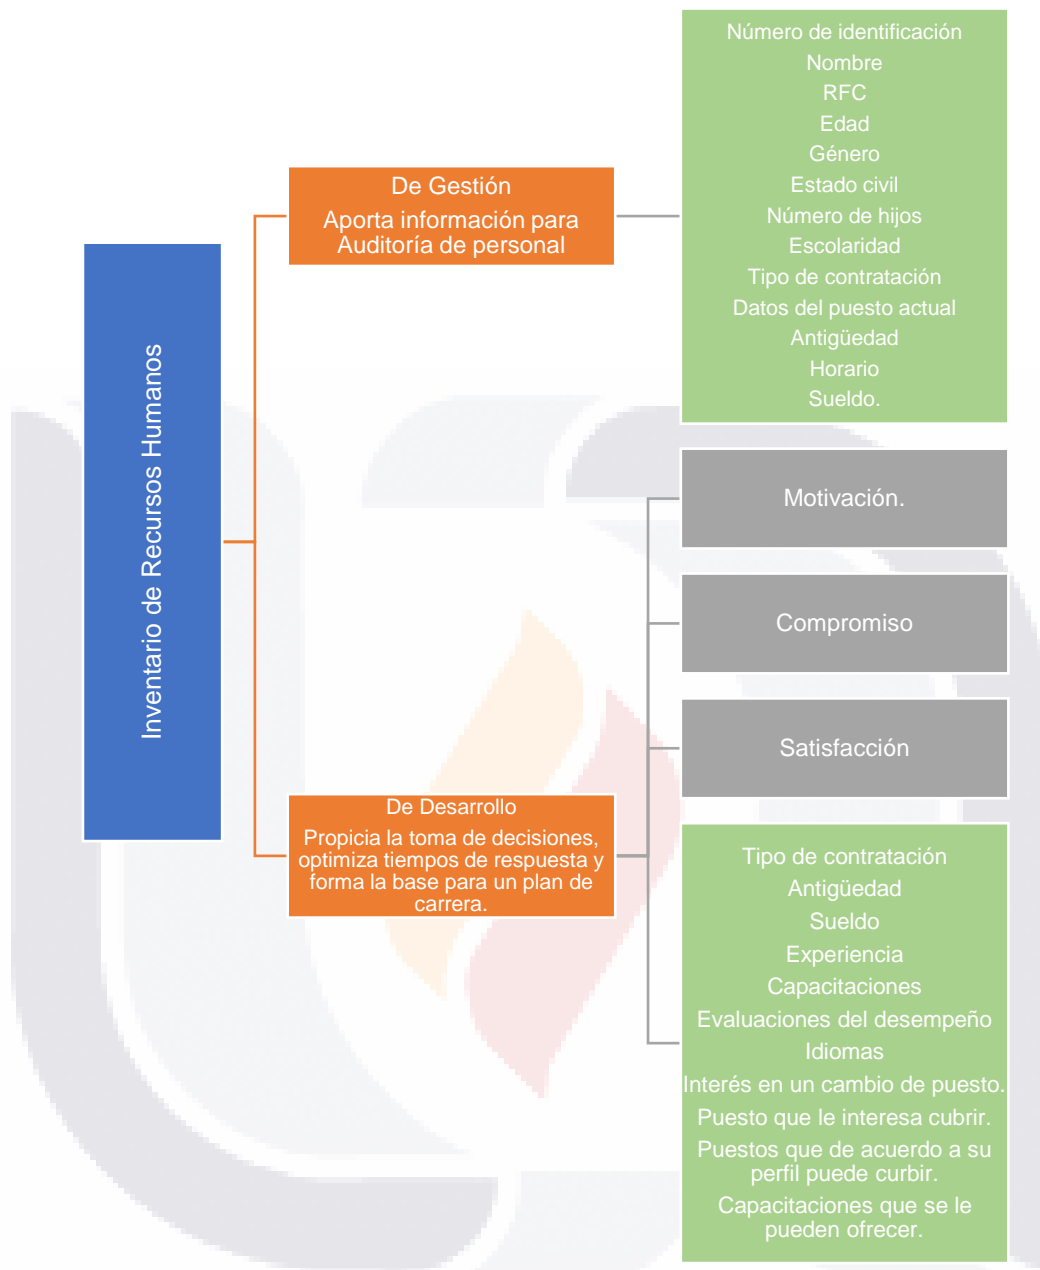 Inventario de Recursos Humanos
De Gestión
Aporta información para
Auditoría de personal
Número de identificación
Nombre
RFC
Edad
Género
Estado civil
Número de hijos
Escolaridad
Tipo de contratación
Datos del puesto actual
Antigüedad
Horario
Sueldo.
De Desarrollo
Propicia la toma de decisiones,
optimiza tiempos de respuesta y
forma la base para un plan de
carrera.
Motivación.
Compromiso
Satisfacción
Tipo de contratación
Antigüedad
Sueldo
Experiencia
Capacitaciones
Evaluaciones del desempeño
Idiomas
Interés en un cambio de puesto.
Puesto que le interesa cubrir.
Puestos que de acuerdo a su
perfil puede curbir.
Capacitaciones que se le
pueden ofrecer.